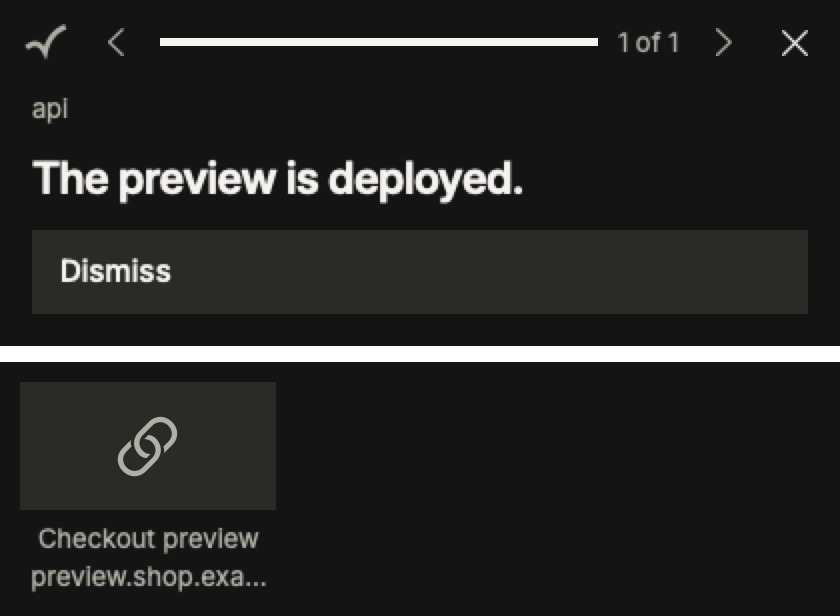 1 of 1
api
The preview is deployed.
Dismiss
Checkout preview
preview.shop.exa...